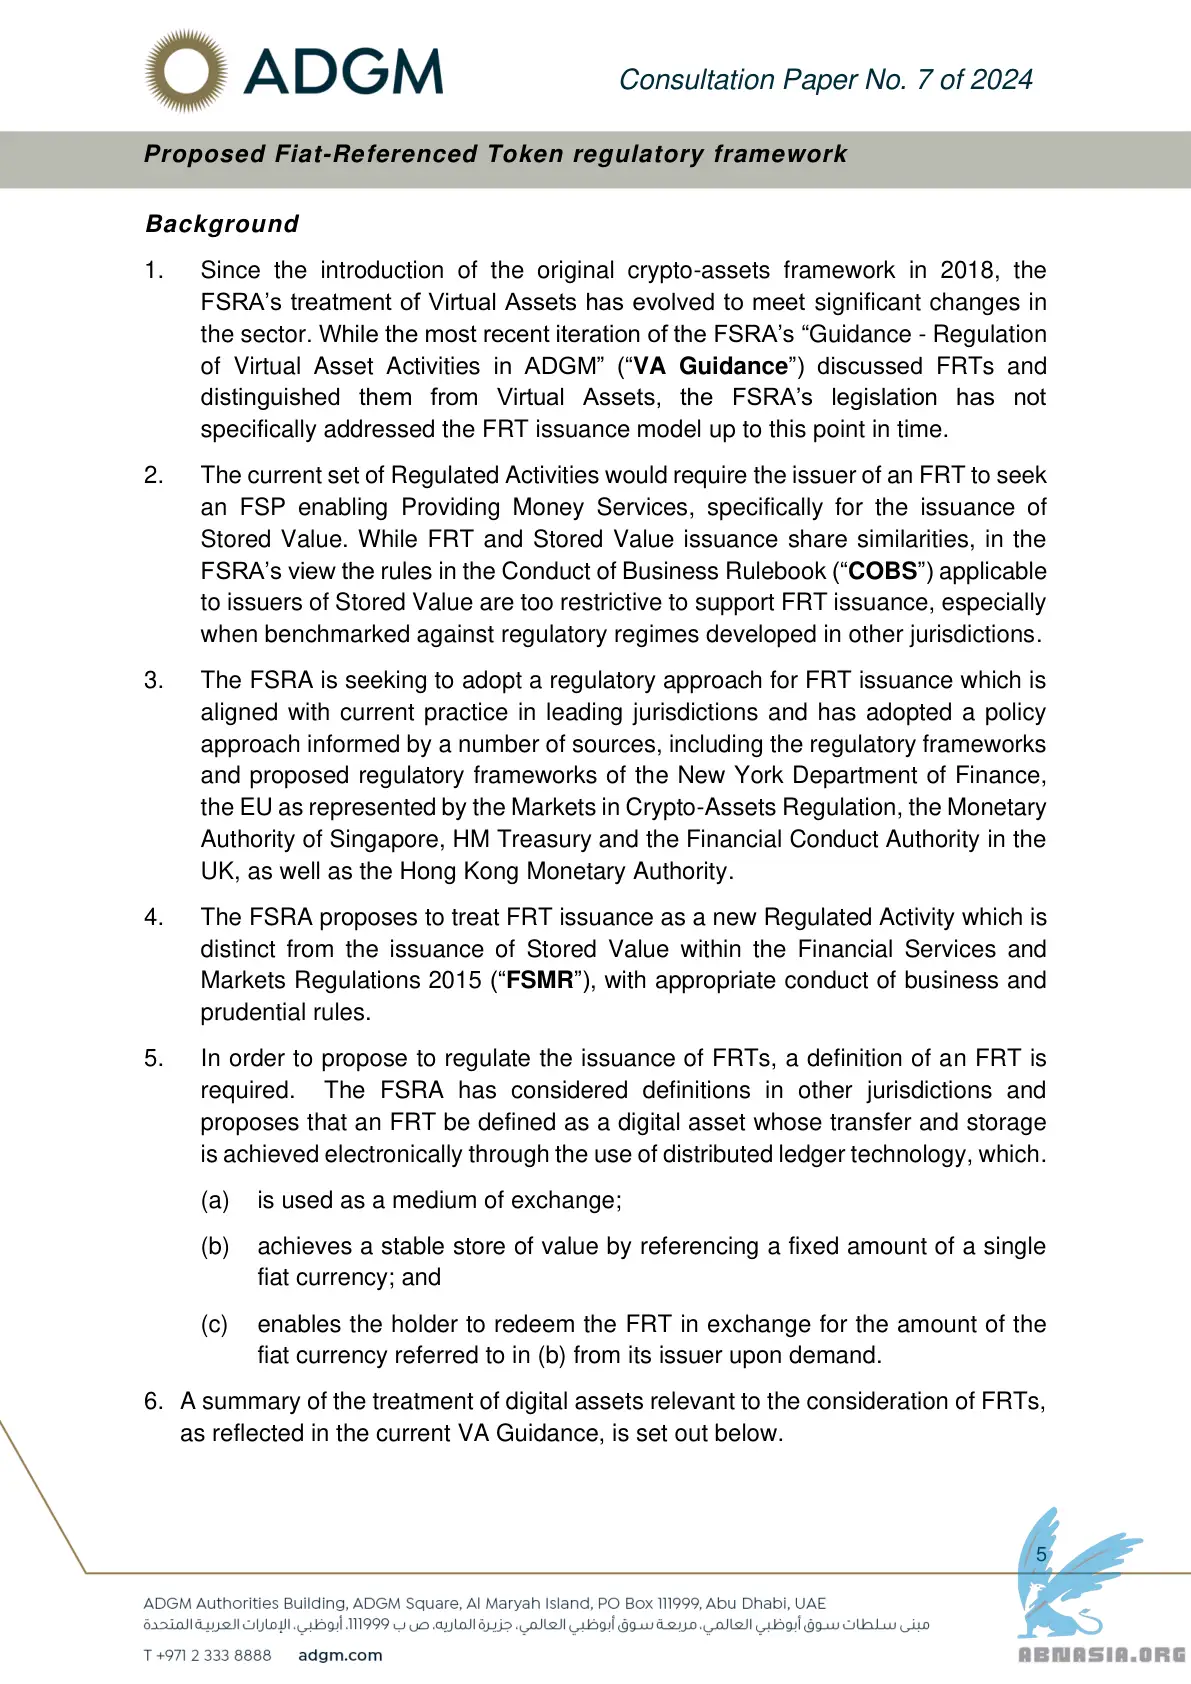 ADGM
Consultation Paper No. 7 of 2024
Proposed Fiat-Referenced Token regulatory framework
Background
1. Since the introduction of the original crypto-assets framework in 2018, the
FSRA’s treatment of Virtual Assets has evolved to meet significant changes in
the sector. While the most recent iteration of the FSRA’s “Guidance - Regulation
of Virtual Asset Activities in ADGM” (“VA Guidance”) discussed FRTs and
distinguished them from Virtual Assets, the FSRA’s legislation has not
specifically addressed the FRT issuance model up to this point in time.
2. The current set of Regulated Activities would require the issuer of an FRT to seek
an FSP enabling Providing Money Services, specifically for the issuance of
Stored Value. While FRT and Stored Value issuance share similarities, in the
FSRA’s view the rules in the Conduct of Business Rulebook (“COBS”) applicable
to issuers of Stored Value are too restrictive to support FRT issuance, especially
when benchmarked against regulatory regimes developed in other jurisdictions.
3. The FSRA is seeking to adopt a regulatory approach for FRT issuance which is
aligned with current practice in leading jurisdictions and has adopted a policy
approach informed by a number of sources, including the regulatory frameworks
and proposed regulatory frameworks of the New York Department of Finance,
the EU as represented by the Markets in Crypto-Assets Regulation, the Monetary
Authority of Singapore, HM Treasury and the Financial Conduct Authority in the
UK, as well as the Hong Kong Monetary Authority.
4. The FSRA proposes to treat FRT issuance as a new Regulated Activity which is
distinct from the issuance of Stored Value within the Financial Services and
Markets Regulations 2015 (“FSMR”), with appropriate conduct of business and
prudential rules.
5. In order to propose to regulate the issuance of FRTs, a definition of an FRT is
required. The FSRA has considered definitions in other jurisdictions and
proposes that an FRT be defined as a digital asset whose transfer and storage
is achieved electronically through the use of distributed ledger technology, which.
(a) is used as a medium of exchange;
(b) achieves a stable store of value by referencing a fixed amount of a single
fiat currency; and
(c) enables the holder to redeem the FRT in exchange for the amount of the
fiat currency referred to in (b) from its issuer upon demand.
6. A summary of the treatment of digital assets relevant to the consideration of FRTs,
as reflected in the current VA Guidance, is set out below.
5
ADGM Authorities Building, ADGM Square, Al Maryah Island, PO Box 111999, Abu Dhabi, UAE
مبنى سلطات سوق أبوظبي العالمي، مربعة سوق أبوظبي العالمي، جزيرة الماريه، ص ب 111999، أبوظبي، الإمارات العربية المتحدة
T +971 2 333 8888 adgm.com
ABNASIA.ORG